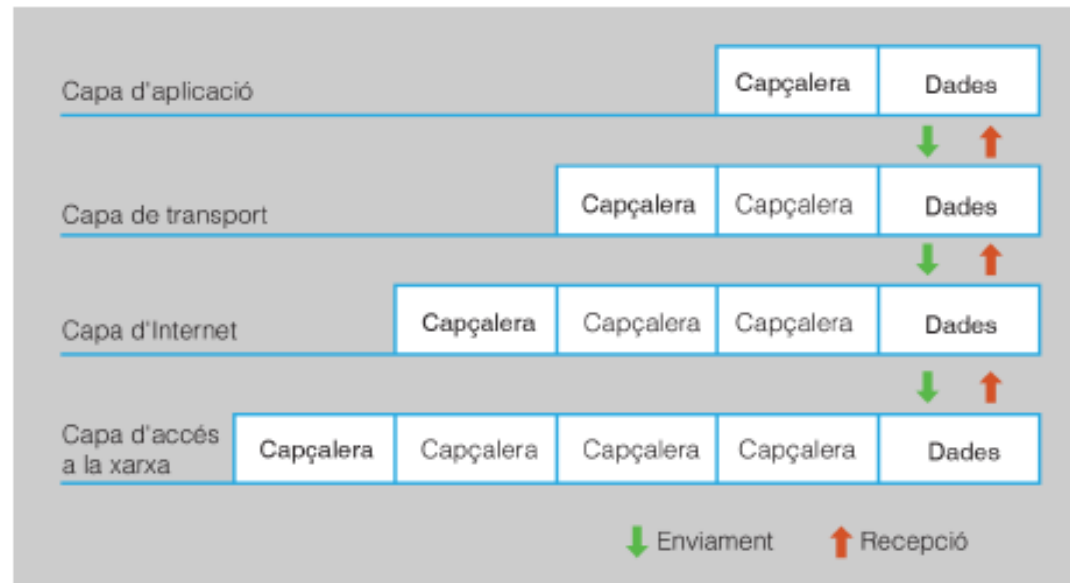 Capa d'aplicació Capçalera Dades
Capa de transport Capçalera Capçalera Dades
Capa d'Internet Capçalera Capçalera Capçalera Dades
Capa d'accés
a la xarxa Capçalera Capçalera Capçalera Capçalera Dades
Enviament Recepció